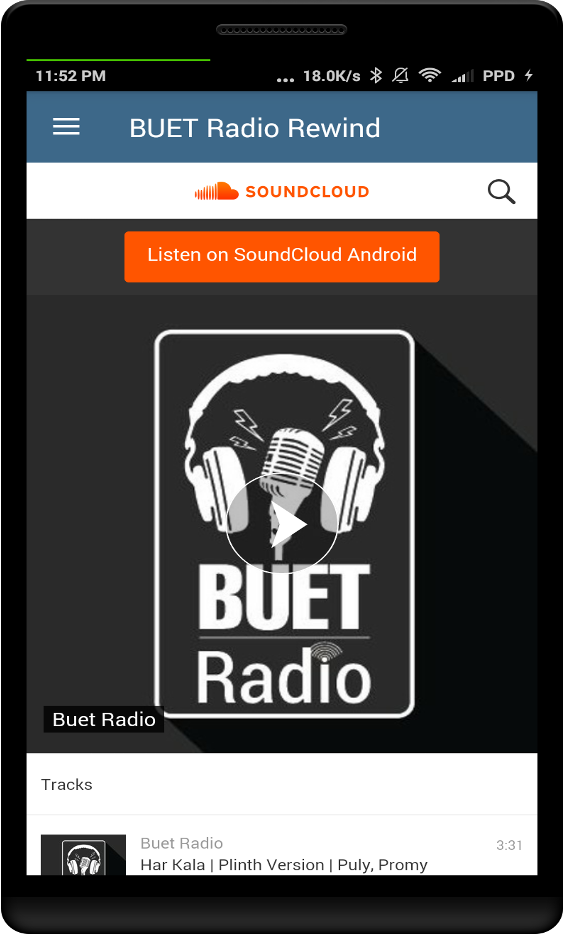 11:52 PM ... 18.0K/s PPD
BUET Radio Rewind
SOUNDCLOUD
Listen on SoundCloud Android
BUET
Radio
Buet Radio
Tracks
Buet Radio 3:31
Har Kala | Plinth Version | Puly, Promy